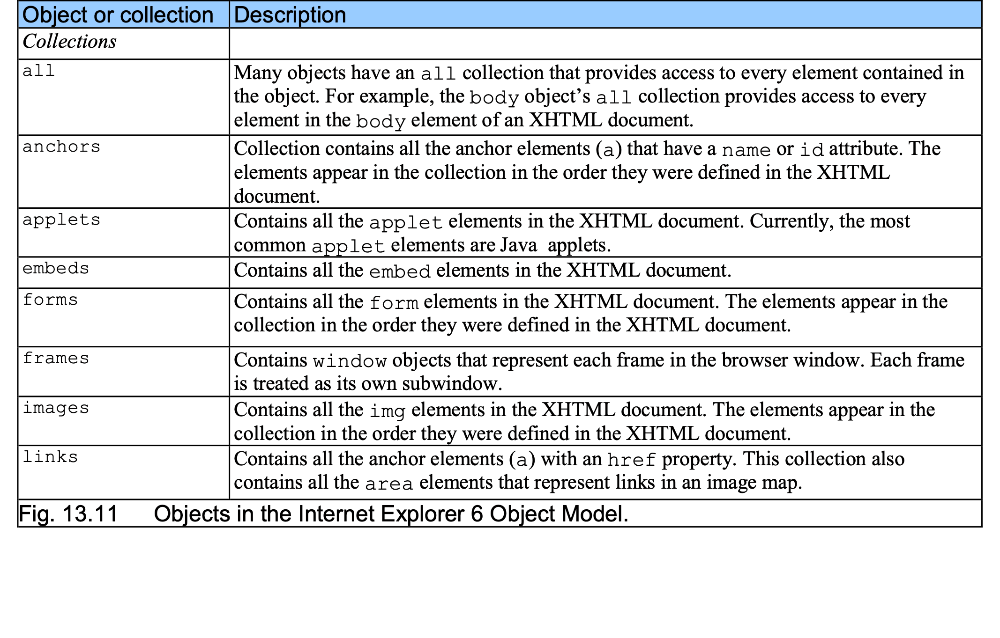 Object or collection Description
Collections
all Many objects have an all collection that provides access to every element contained in
the object. For example, the body object’s all collection provides access to every
element in the body element of an XHTML document.
anchors Collection contains all the anchor elements (a) that have a name or id attribute. The
elements appear in the collection in the order they were defined in the XHTML
document.
applets Contains all the applet elements in the XHTML document. Currently, the most
common applet elements are Java  applets.
embeds Contains all the embed elements in the XHTML document.
forms Contains all the form elements in the XHTML document. The elements appear in the
collection in the order they were defined in the XHTML document.
frames Contains window objects that represent each frame in the browser window. Each frame
is treated as its own subwindow.
images Contains all the img elements in the XHTML document. The elements appear in the
collection in the order they were defined in the XHTML document.
links Contains all the anchor elements (a) with an href property. This collection also
contains all the area elements that represent links in an image map.
Fig. 13.11 Objects in the Internet Explorer 6 Object Model.